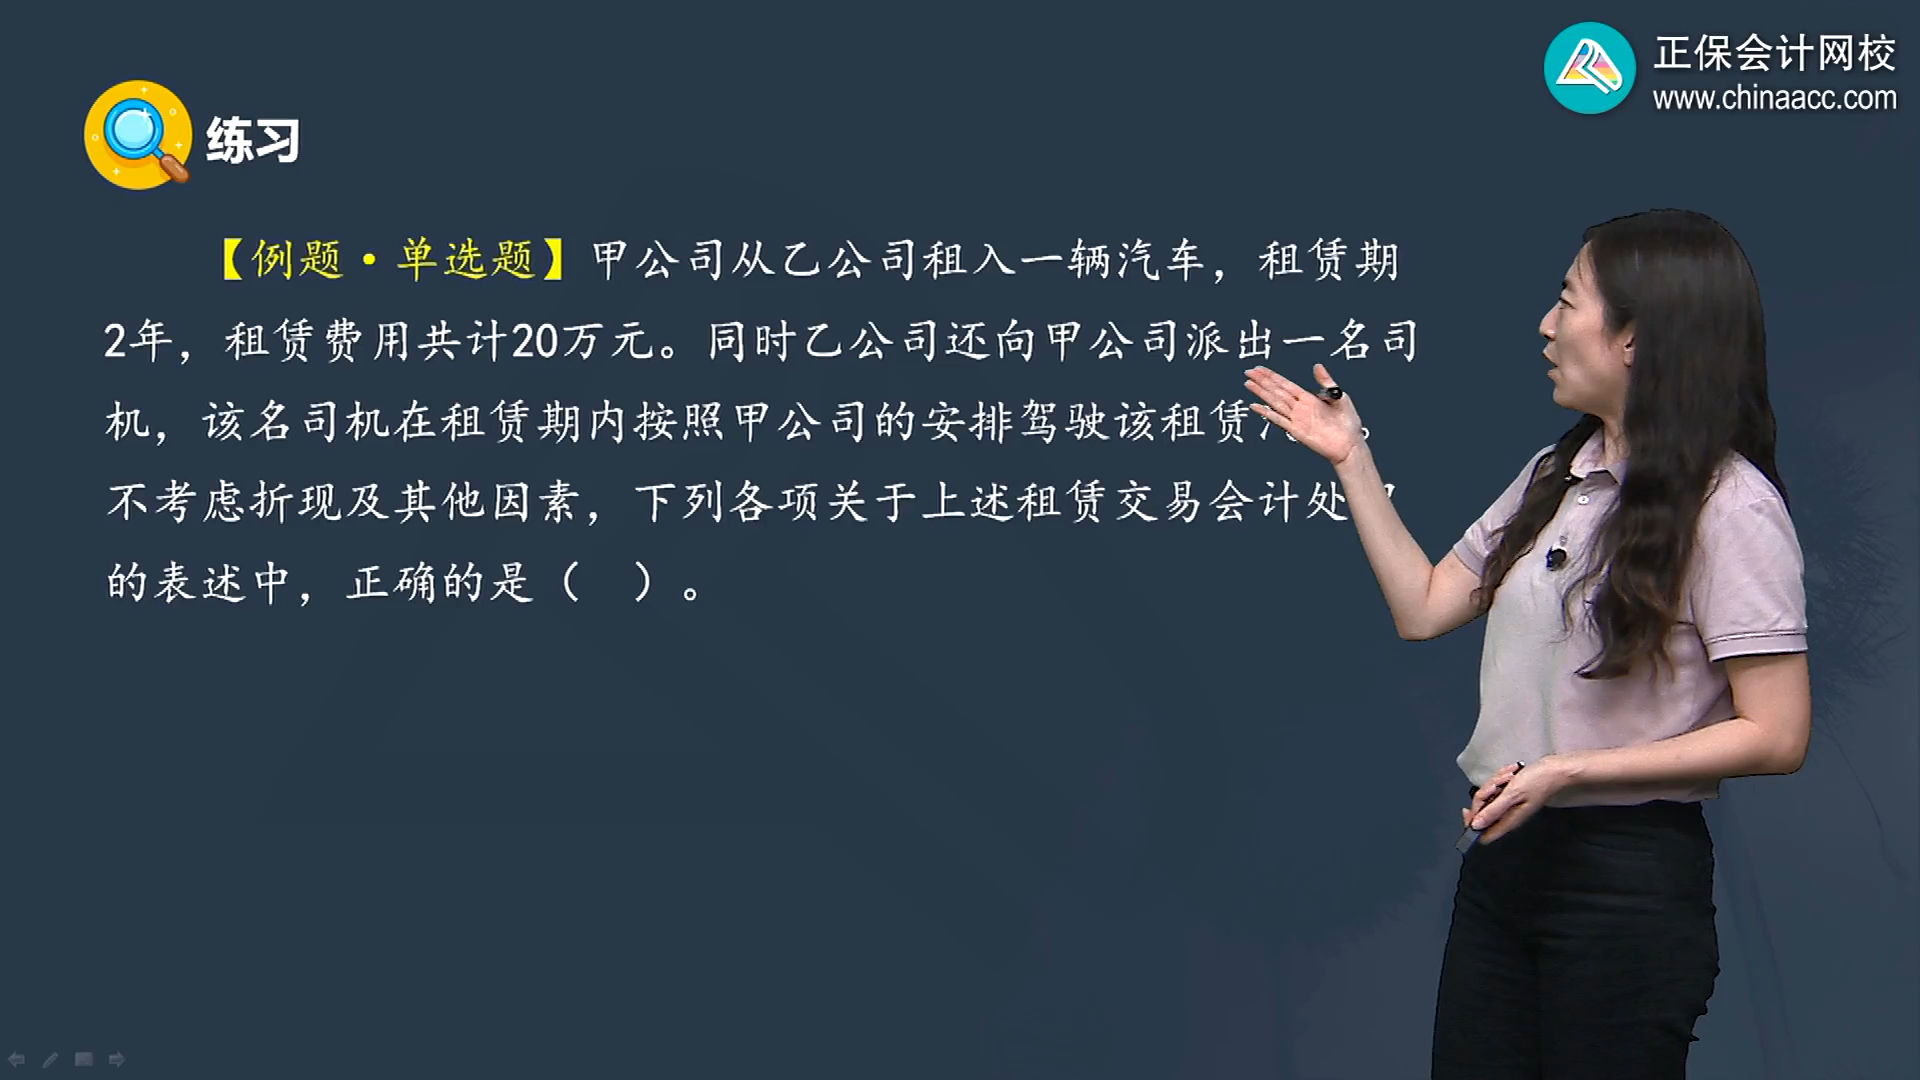 正保会计网校
www.chinaacc.com
练习
【例题·单选题】甲公司从乙公司租入一辆汽车，租赁期
2年，租赁费用共计20万元。同时乙公司还向甲公司派出一名司
机，该名司机在租赁期内按照甲公司的安排驾驶该租赁
不考虑折现及其他因素，下列各项关于上述租赁交易会计处
的表述中，正确的是（ ）。